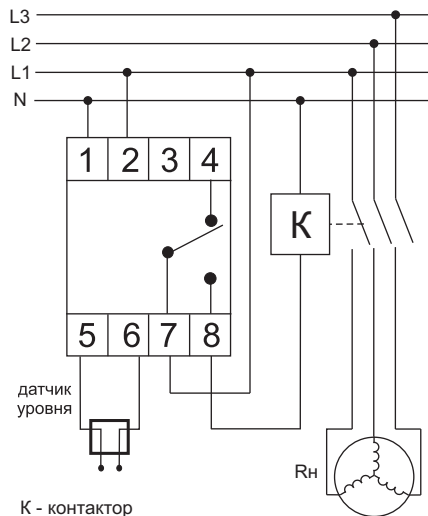 L3
L2
L1
N
1 2 3 4
К
5 6 7 8
датчик
уровня
Rн
К - контактор